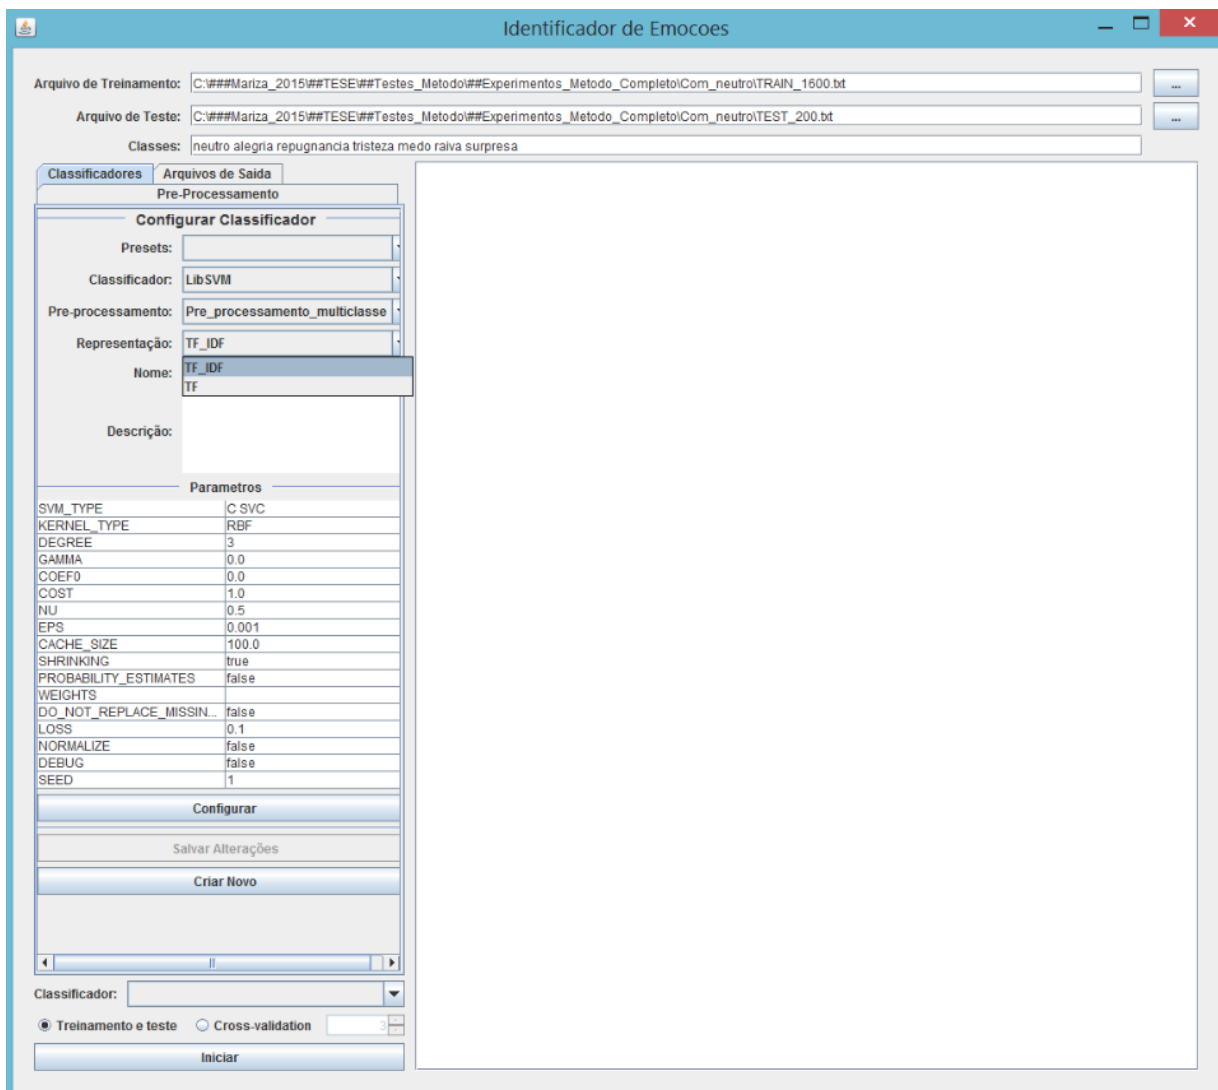 Identificador de Emocoes
Arquivo de Treinamento: C:\###Mariza_2015\##TESE\##Testes_Metodo\##Experimentos_Metodo_Completo\Com_neutro\TRAIN_1600.txt ...
Arquivo de Teste: C:\###Mariza_2015\##TESE\##Testes_Metodo\##Experimentos_Metodo_Completo\Com_neutro\TEST_200.txt ...
Classes: neutro alegria repugnancia tristeza medo raiva surpresa
Classificadores Arquivos de Saida
Pre-Processamento
Configurar Classificador
Presets:
Classificador: LibSVM
Pre-processamento: Pre_processamento_multiclasse
Representação: TF_IDF
TF_IDF
Nome:
TF
Descrição:
Parametros
SVM_TYPE C SVC
KERNEL_TYPE RBF
DEGREE 3
GAMMA 0.0
COEF0 0.0
COST 1.0
NU 0.5
EPS 0.001
CACHE_SIZE 100.0
SHRINKING true
PROBABILITY_ESTIMATES false
WEIGHTS
DO_NOT_REPLACE_MISSIN... false
LOSS 0.1
NORMALIZE false
DEBUG false
SEED 1
Configurar
Salvar Alterações
Criar Novo
Classificador:
Treinamento e teste Cross-validation 3
Iniciar